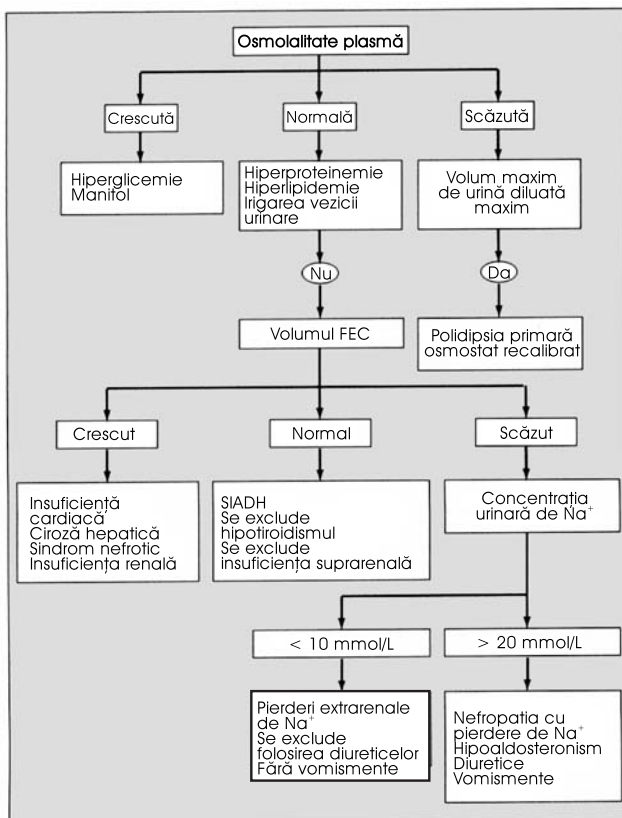 Osmolalitate plasmă
Crescută
Normală
Scăzută
Hiperglicemie
Manitol
Hiperproteinemie
Hiperlipidemie
Irigarea vezicii
urinare
Volum maxim
de urină diluată
maxim
Nu
Da
Volumul FEC
Polidipsia primară
osmostat recalibrat
Crescut
Normal
Scăzut
Insuficiență
cardiacă
Ciroză hepatică
Sindrom nefrotic
Insuficiența renală
SIADH
Se exclude
hipotiroidismul
Se exclude
insuficiența suprarenală
Concentrația
urinară de Na⁺
< 10 mmol/L
> 20 mmol/L
Pierderi extrarenale
de Na⁺
Se exclude
folosirea diureticelor
Fără vomismente
Nefropatia cu
pierdere de Na⁺
Hipoaldosteronism
Diuretice
Vomismente